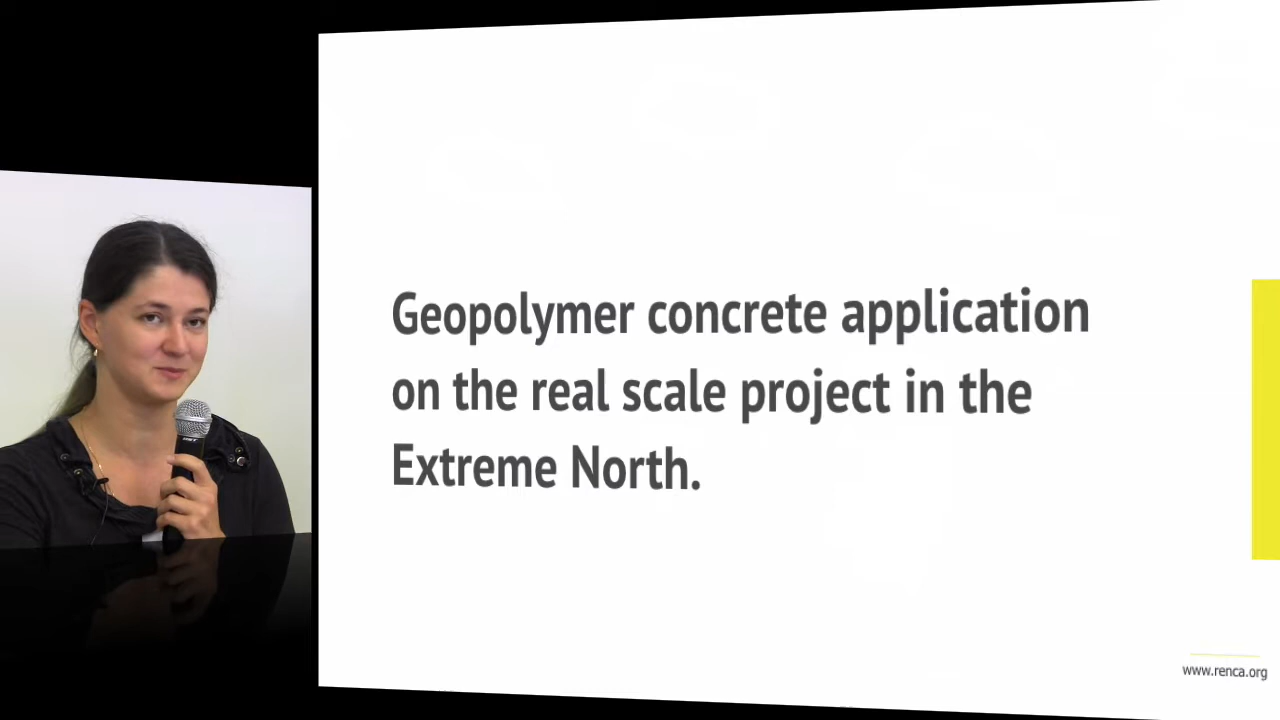 Geopolymer concrete application
on the real scale project in the
Extreme North.
www.renca.org